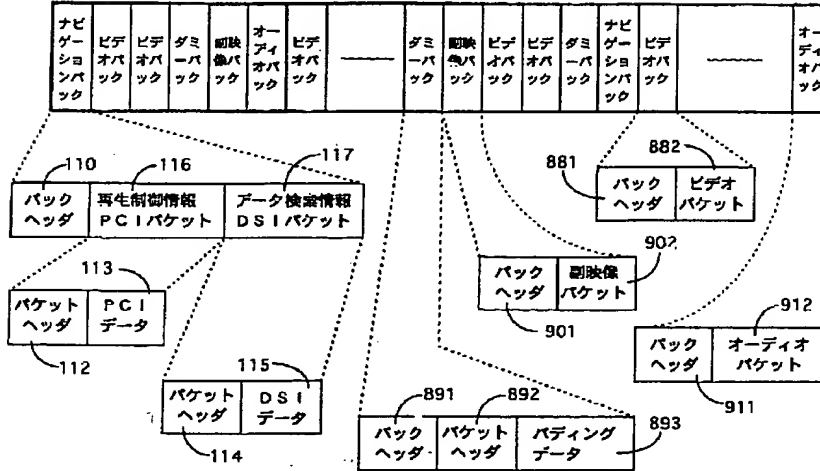 ナビゲーションパック
ビデオパック
ビデオパック
ダミーパック
副映像パック
オーディオパック
ビデオパック
ダミーパック
副映像パック
ビデオパック
ビデオパック
ダミーパック
ナビゲーションパック
ビデオパック
オーディオパック
110
116
117
パックヘッダ
再生制御情報
PCIパケット
データ検索情報
DSIパケット
881
882
パックヘッダ
ビデオパケット
113
パケットヘッダ
PCIデータ
112
902
パックヘッダ
副映像パケット
901
912
パックヘッダ
オーディオパケット
911
115
パケットヘッダ
DSIデータ
114
891
892
パックヘッダ
パケットヘッダ
パディングデータ
893